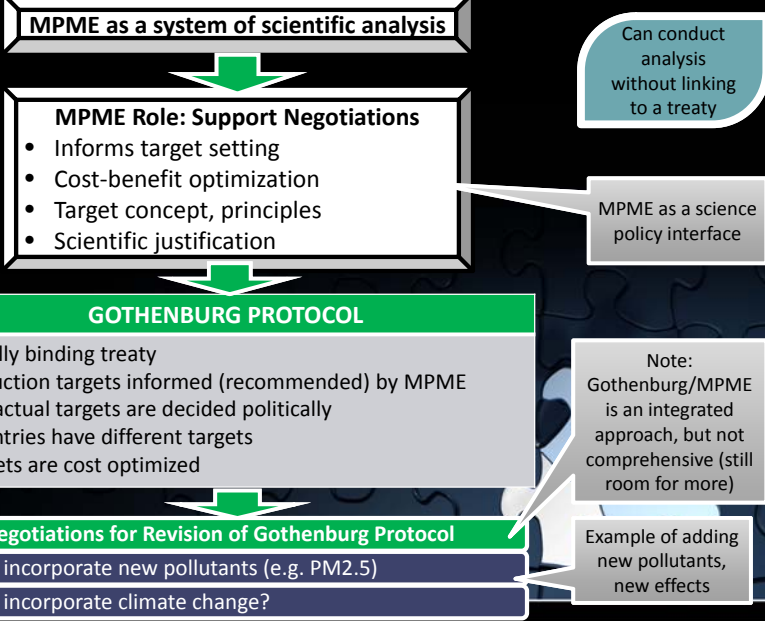 MPME as a system of scientific analysis
Can conduct
analysis
without linking
to a treaty
MPME Role: Support Negotiations
• Informs target setting
• Cost-benefit optimization
• Target concept, principles
• Scientific justification
MPME as a science
policy interface
GOTHENBURG PROTOCOL
lly binding treaty
uction targets informed (recommended) by MPME
actual targets are decided politically
ntries have different targets
ets are cost optimized
Note:
Gothenburg/MPME
is an integrated
approach, but not
comprehensive (still
room for more)
egotiations for Revision of Gothenburg Protocol
incorporate new pollutants (e.g. PM2.5)
incorporate climate change?
Example of adding
new pollutants,
new effects